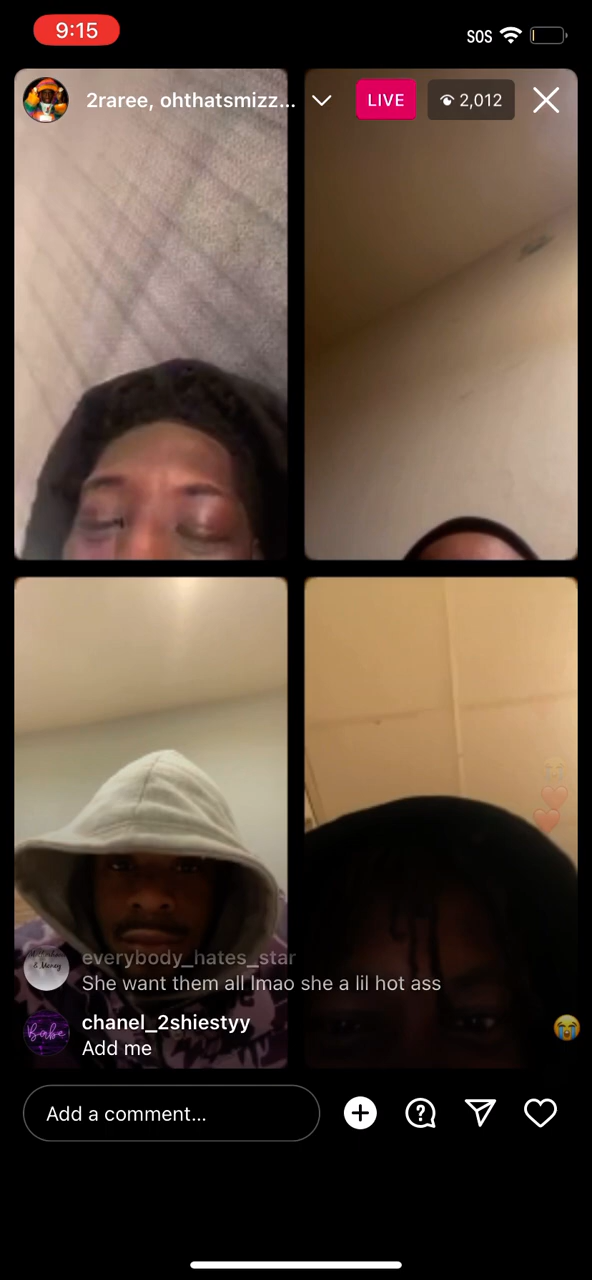 9:15
SOS
2raree, ohthatsmizz...
LIVE
2,012
everybody_hates_star
She want them all lmao she a lil hot ass
Babe
chanel_2shiestyy
Add me
Add a comment...